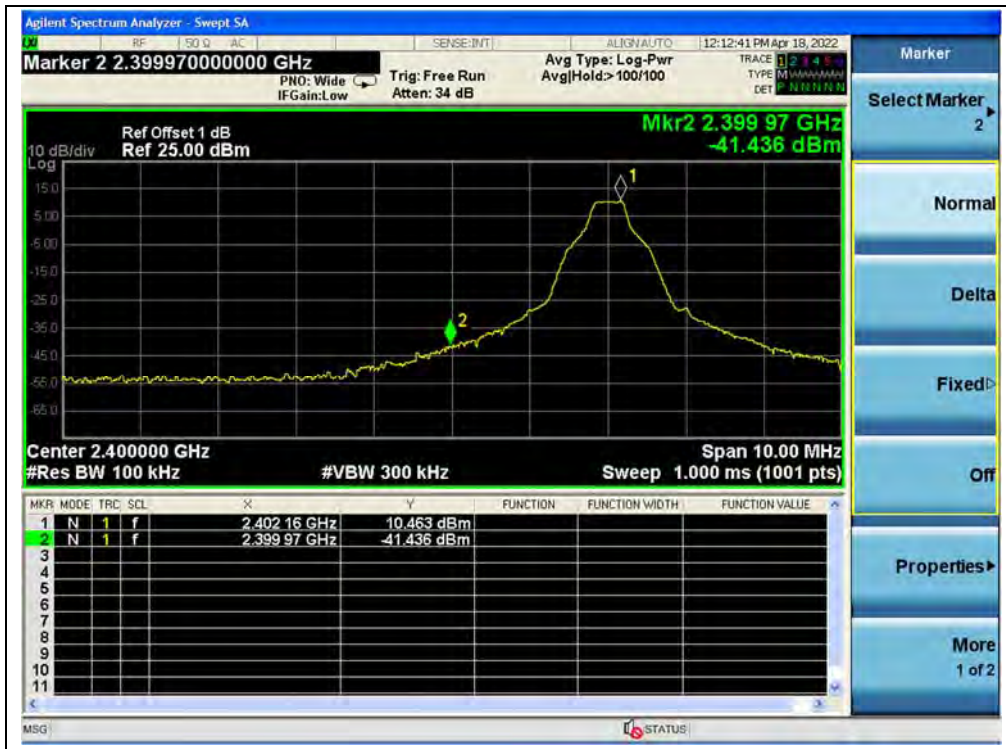 Agilent Spectrum Analyzer - Swept SA
RF 50 Ω AC SENSE:INT ALIGN AUTO 12:12:41 PM Apr 18, 2022
Marker 2 2.399970000000 GHz
PNO: Wide
IFGain:Low
Trig: Free Run
Atten: 34 dB
Avg Type: Log-Pwr
Avg|Hold:> 100/100
TRACE 1 2 3 4 5 6
TYPE M
DET P N N N N N
Mkr2 2.399 97 GHz
-41.436 dBm
Ref Offset 1 dB
10 dB/div Ref 25.00 dBm
Log
15.0
5.00
-5.00
-15.0
-25.0
-35.0
-45.0
-55.0
-65.0
1
2
Center 2.400000 GHz Span 10.00 MHz
#Res BW 100 kHz #VBW 300 kHz Sweep 1.000 ms (1001 pts)
MKR MODE TRC SCL X Y FUNCTION FUNCTION WIDTH FUNCTION VALUE
1 N 1 f 2.402 16 GHz 10.463 dBm
2 N 1 f 2.399 97 GHz -41.436 dBm
3
4
5
6
7
8
9
10
11
MSG STATUS
Marker
Select Marker
2
Normal
Delta
Fixed
Off
Properties
More
1 of 2